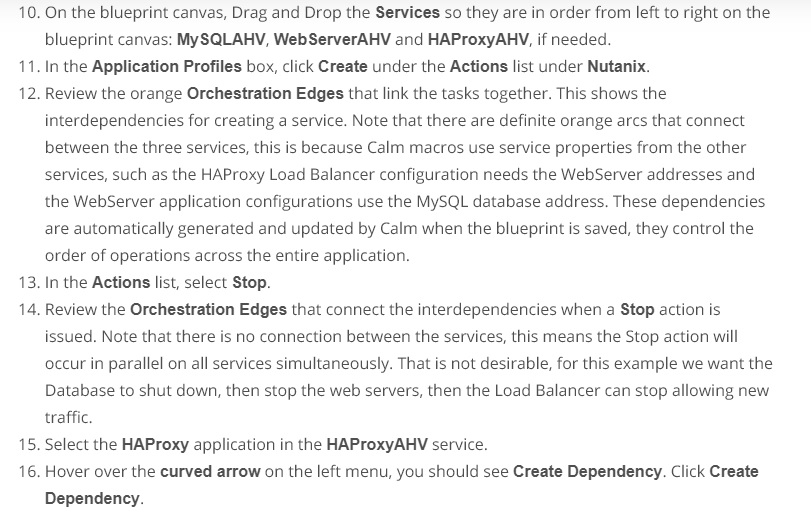 10. On the blueprint canvas, Drag and Drop the Services so they are in order from left to right on the
blueprint canvas: MySQLAHV, WebServerAHV and HAProxyAHV, if needed.
11. In the Application Profiles box, click Create under the Actions list under Nutanix.
12. Review the orange Orchestration Edges that link the tasks together. This shows the
interdependencies for creating a service. Note that there are definite orange arcs that connect
between the three services, this is because Calm macros use service properties from the other
services, such as the HAProxy Load Balancer configuration needs the WebServer addresses and
the WebServer application configurations use the MySQL database address. These dependencies
are automatically generated and updated by Calm when the blueprint is saved, they control the
order of operations across the entire application.
13. In the Actions list, select Stop.
14. Review the Orchestration Edges that connect the interdependencies when a Stop action is
issued. Note that there is no connection between the services, this means the Stop action will
occur in parallel on all services simultaneously. That is not desirable, for this example we want the
Database to shut down, then stop the web servers, then the Load Balancer can stop allowing new
traffic.
15. Select the HAProxy application in the HAProxyAHV service.
16. Hover over the curved arrow on the left menu, you should see Create Dependency. Click Create
Dependency.